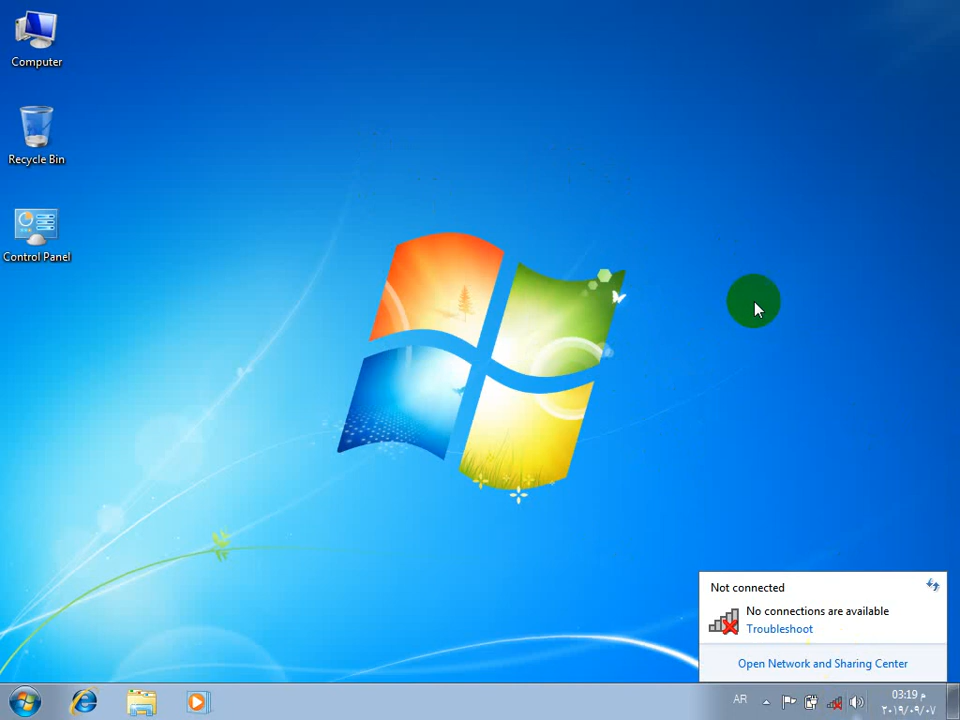 Computer
Recycle Bin
Control Panel
Not connected
No connections are available
Troubleshoot
Open Network and Sharing Center
AR
03:19 م
٢٠١٩/٠٩/٠٧